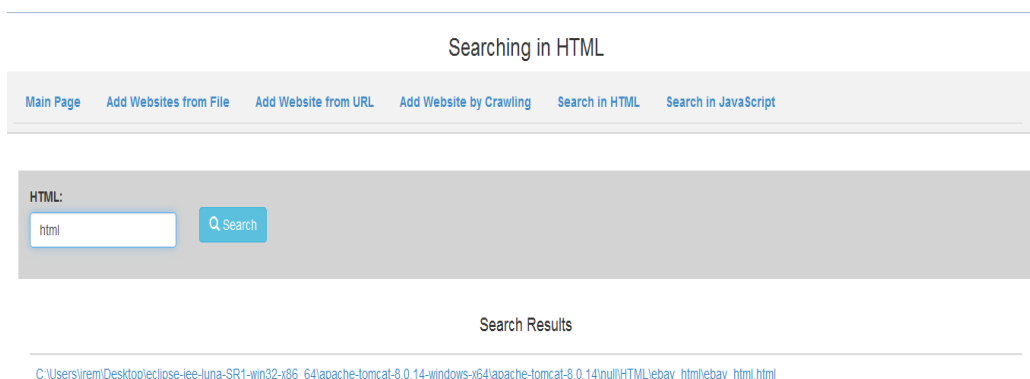 Searching in HTML
Main Page Add Websites from File Add Website from URL Add Website by Crawling Search in HTML Search in JavaScript
HTML:
html Search
Search Results
C:\Users\irem\Desktop\eclipse-jee-luna-SR1-win32-x86_64\apache-tomcat-8.0.14-windows-x64\apache-tomcat-8.0.14\null\HTML\ebay_html\ebay_html.html